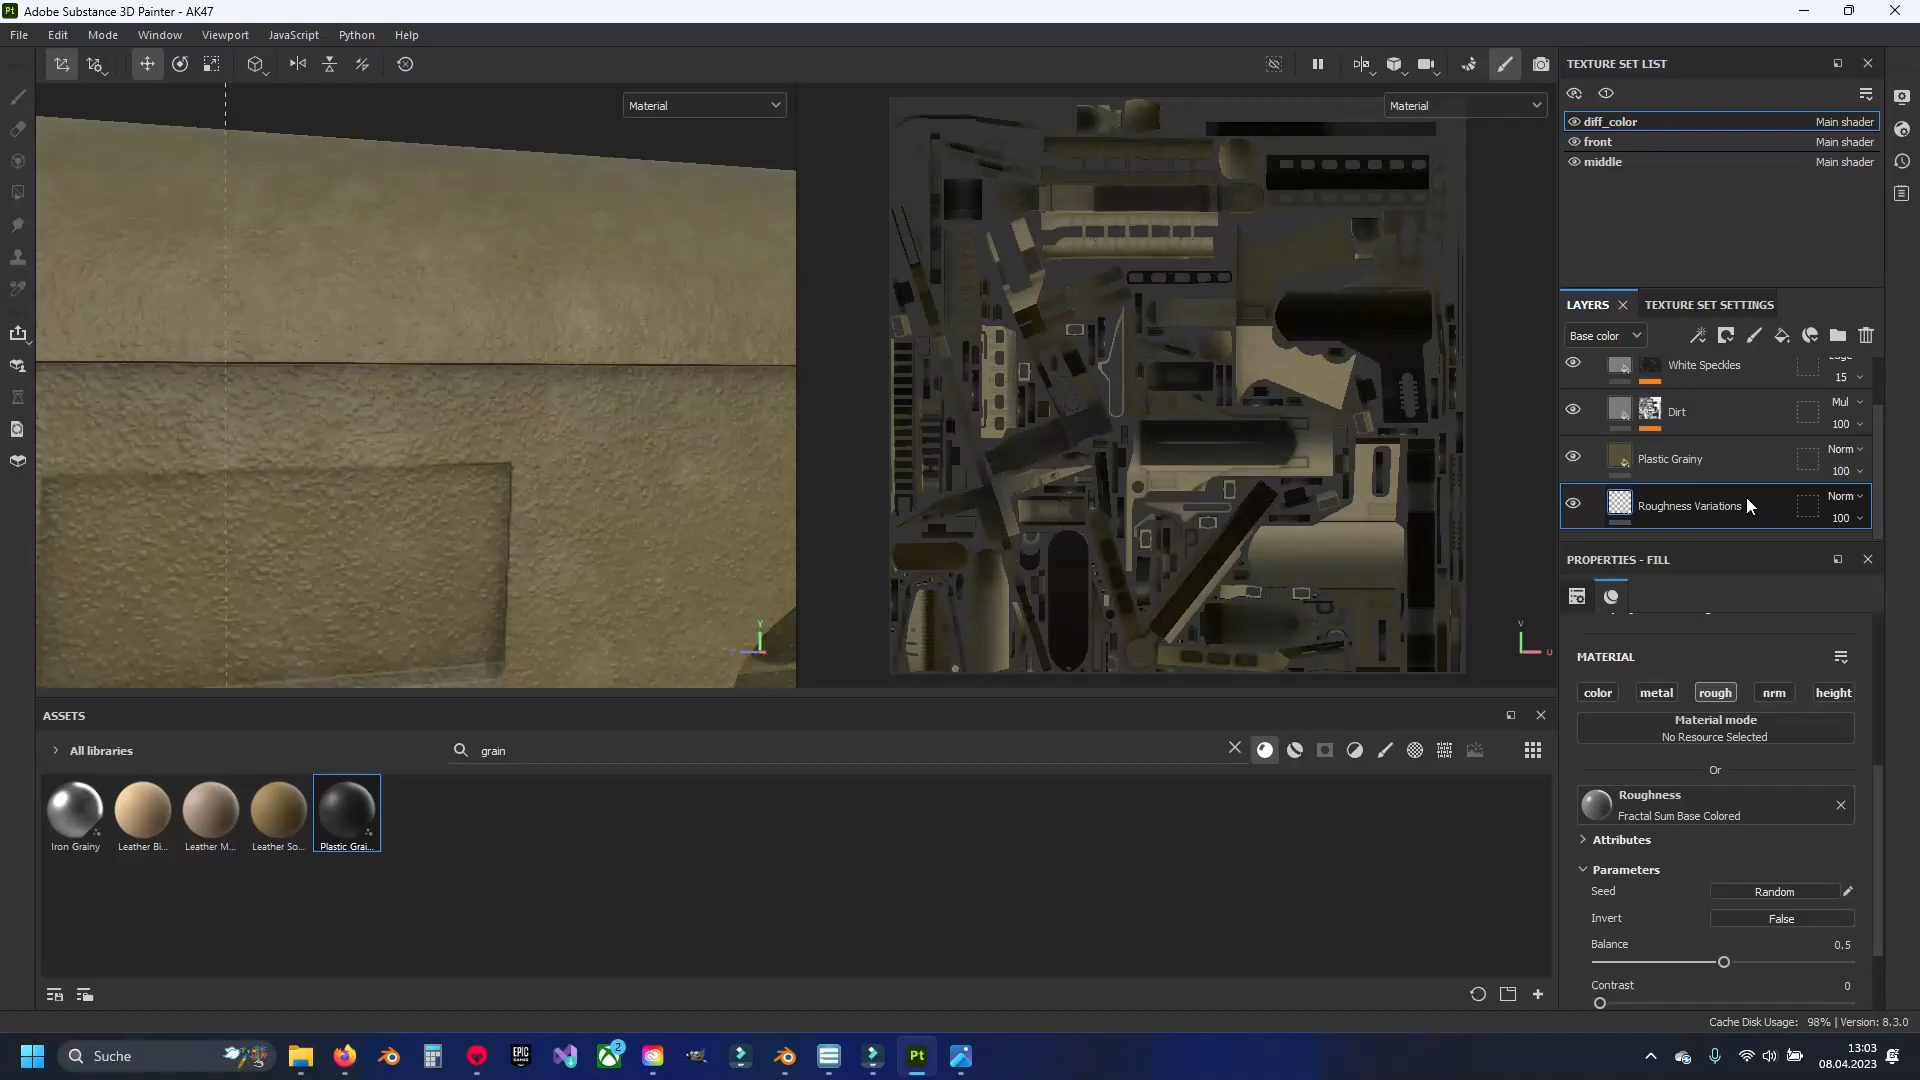 Pt Adobe Substance 3D Painter - AK47
File Edit Mode Window Viewport JavaScript Python Help
Material
Material
TEXTURE SET LIST
diff_color Main shader
front Main shader
middle Main shader
LAYERS TEXTURE SET SETTINGS
Base color
White Speckles
15
Dirt Mul
100
Plastic Grainy Norm
100
Roughness Variations Norm
100
PROPERTIES - FILL
MATERIAL
color metal rough nrm height
Material mode
No Resource Selected
Or
Roughness
Fractal Sum Base Colored
Attributes
Parameters
Seed Random
Invert False
Balance 0.5
Contrast 0
Y
V
U
ASSETS
All libraries grain
Iron Grainy Leather Bi... Leather M... Leather So... Plastic Grai...
Cache Disk Usage: 98% | Version: 8.3.0
Suche
EPIC
GAMES
2
Pt
13:03
08.04.2023